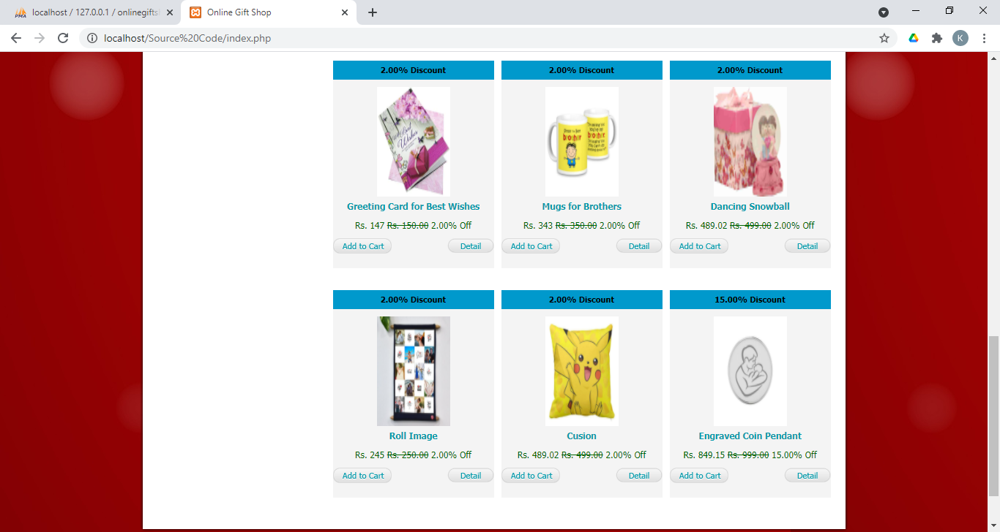 localhost / 127.0.0.1 / onlinegifts
Online Gift Shop
localhost/Source%20Code/index.php
K
2.00% Discount 2.00% Discount 2.00% Discount
Best
Wishes
brother
brother
Greeting Card for Best Wishes Mugs for Brothers Dancing Snowball
Rs. 147 Rs. 150.00 2.00% Off Rs. 343 Rs. 350.00 2.00% Off Rs. 489.02 Rs. 499.00 2.00% Off
Add to Cart Detail Add to Cart Detail Add to Cart Detail
2.00% Discount 2.00% Discount 15.00% Discount
Roll Image Cusion Engraved Coin Pendant
Rs. 245 Rs. 250.00 2.00% Off Rs. 489.02 Rs. 499.00 2.00% Off Rs. 849.15 Rs. 999.00 15.00% Off
Add to Cart Detail Add to Cart Detail Add to Cart Detail